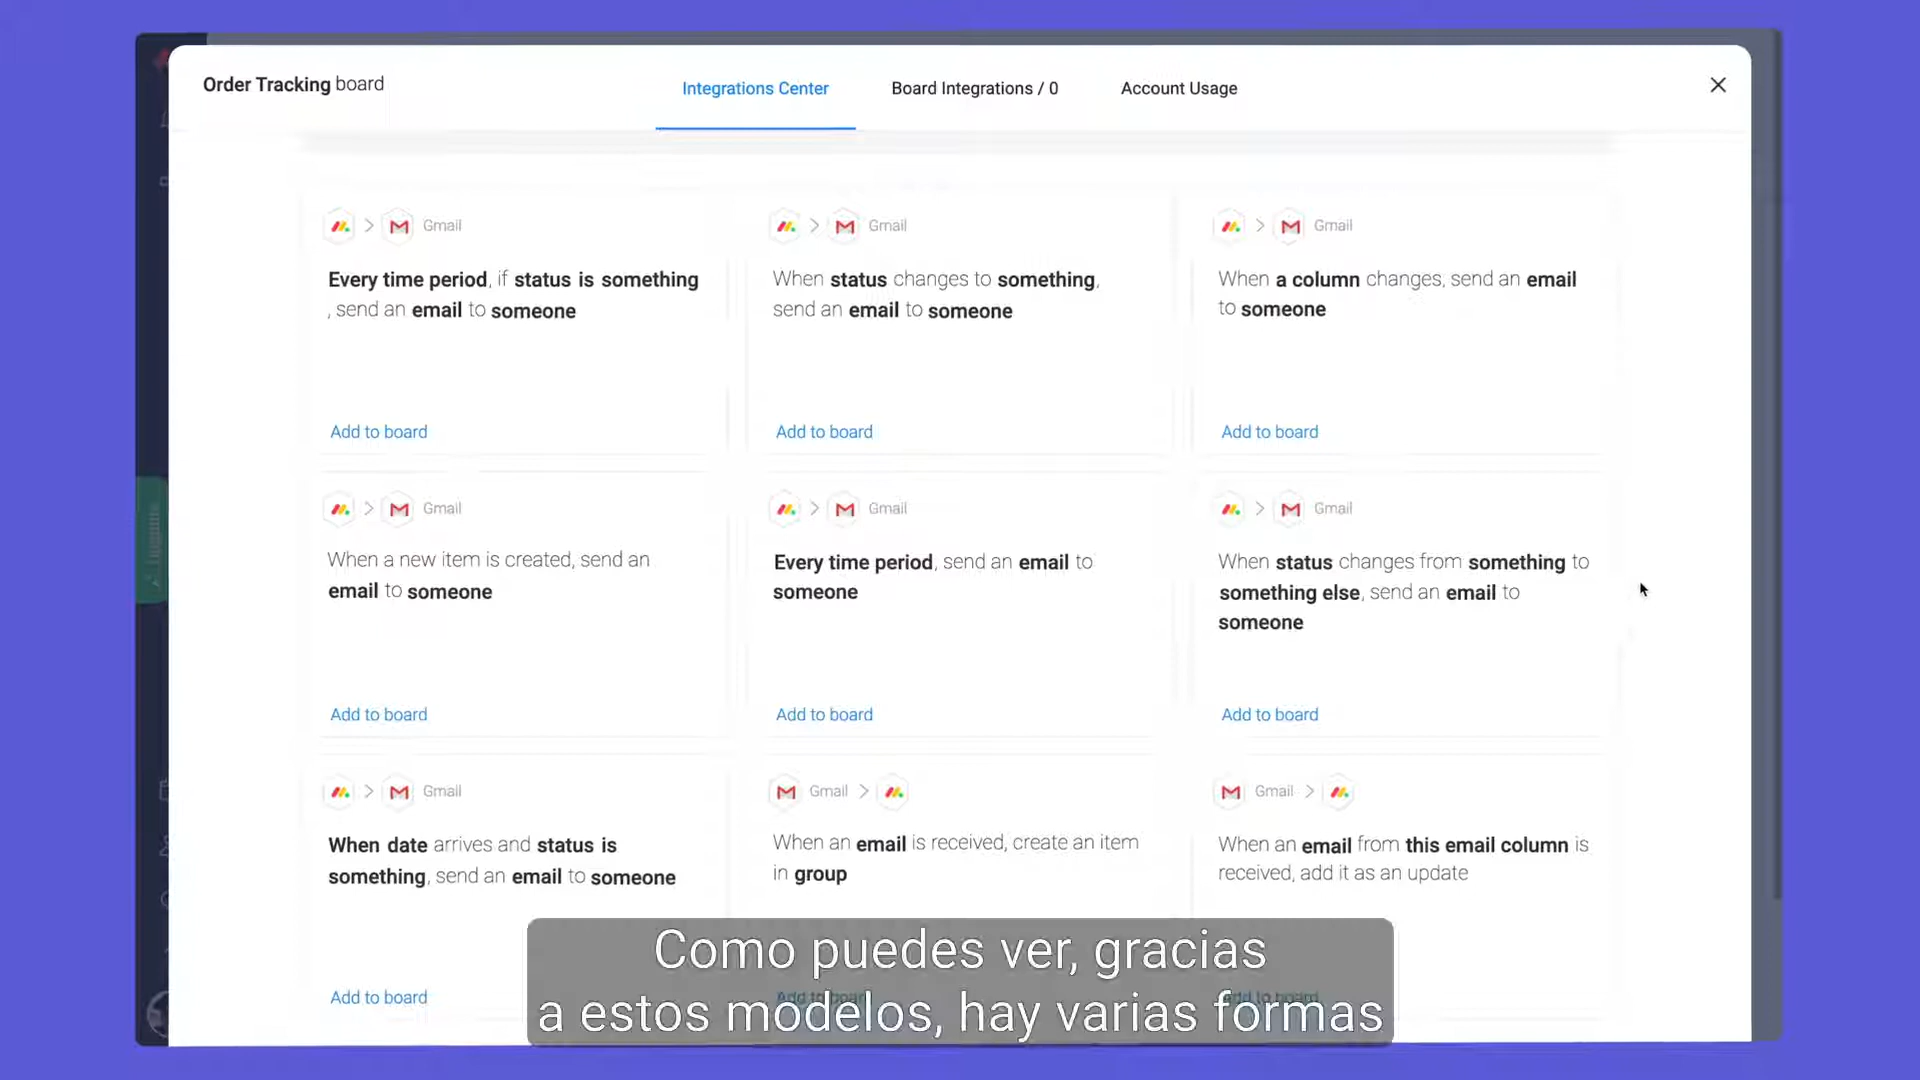 Order Tracking board
Integrations Center
Board Integrations / 0
Account Usage
Gmail
Every time period, if status is something
, send an email to someone
Add to board
Gmail
When status changes to something,
send an email to someone
Add to board
Gmail
When a column changes, send an email
to someone
Add to board
Gmail
When a new item is created, send an
email to someone
Add to board
Gmail
Every time period, send an email to
someone
Add to board
Gmail
When status changes from something to
something else, send an email to
someone
Add to board
Gmail
When date arrives and status is
something, send an email to someone
Add to board
Gmail
When an email is received, create an item
in group
Add to board
Gmail
When an email from this email column is
received, add it as an update
Add to board
Como puedes ver, gracias
a estos modelos, hay varias formas